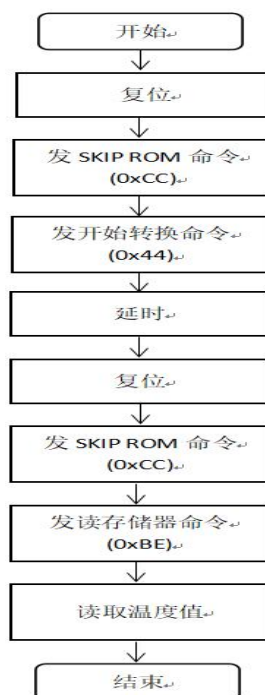 开始
复位
发 SKIP ROM 命令
(0xCC)
发开始转换命令
(0x44)
延时
复位
发 SKIP ROM 命令
(0xCC)
发读存储器命令
(0xBE)
读取温度值
结束